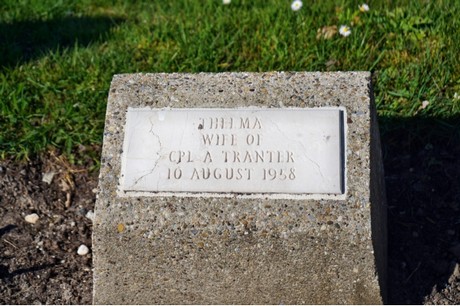 THELMA
WIFE OF
CPL A TRANTER
10 AUGUST 1958